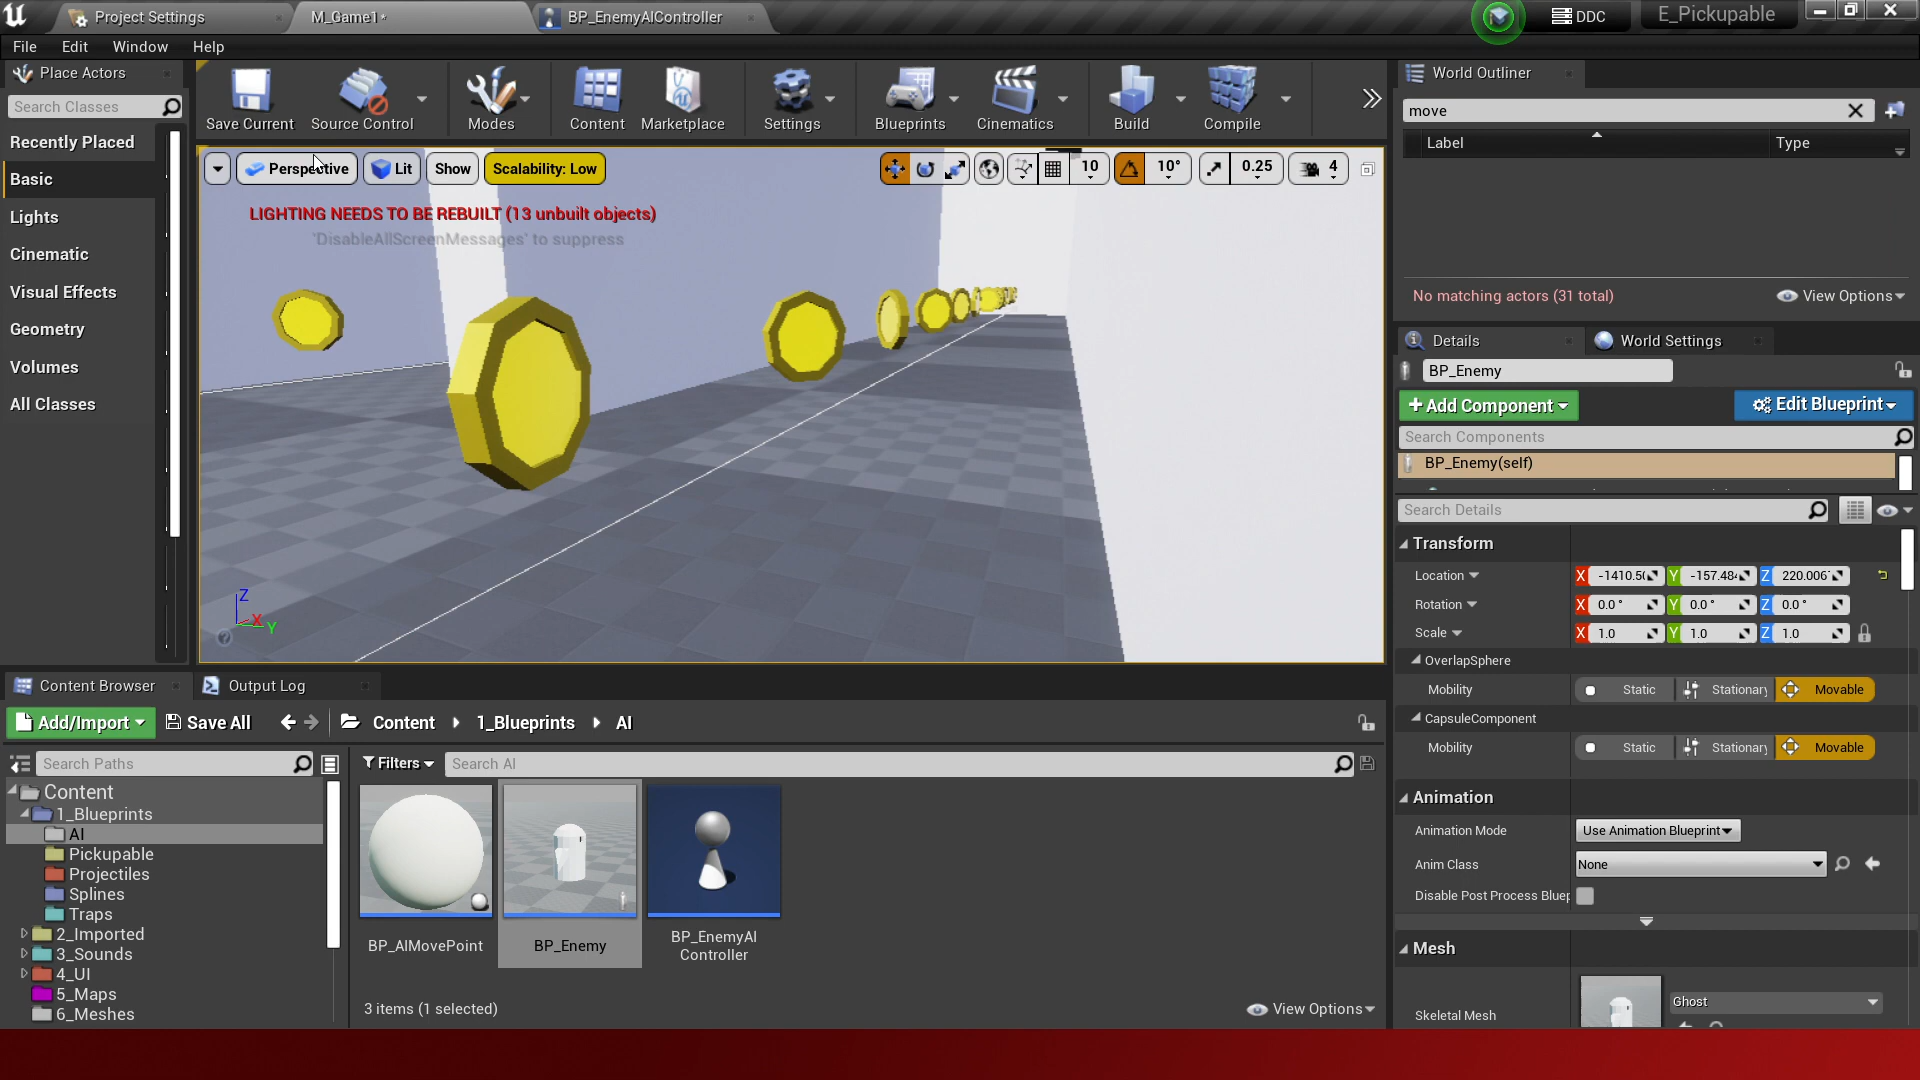 Project Settings
M_Game1*
BP_EnemyAIController
DDC
E_Pickupable
File
Edit
Window
Help
Place Actors
Search Classes
Recently Placed
Basic
Lights
Cinematic
Visual Effects
Geometry
Volumes
All Classes
Save Current
Source Control
Modes
Content
Marketplace
Settings
Blueprints
Cinematics
Build
Compile
Perspective
Lit
Show
Scalability: Low
10
10°
0.25
4
LIGHTING NEEDS TO BE REBUILT (13 unbuilt objects)
'DisableAllScreenMessages' to suppress
Z
X
Y
World Outliner
move
Label
Type
No matching actors (31 total)
View Options
Details
World Settings
BP_Enemy
+ Add Component
Edit Blueprint
Search Components
BP_Enemy(self)
Search Details
Transform
Location
X
-1410.5
Y
-157.48
Z
220.006
Rotation
X
0.0 °
Y
0.0 °
Z
0.0 °
Scale
X
1.0
Y
1.0
Z
1.0
OverlapSphere
Mobility
Static
Stationary
Movable
CapsuleComponent
Mobility
Static
Stationary
Movable
Animation
Animation Mode
Use Animation Blueprint
Anim Class
None
Disable Post Process Bluep
Mesh
Skeletal Mesh
Ghost
Content Browser
Output Log
Add/Import
Save All
Content
1_Blueprints
AI
Search Paths
Filters
Search AI
Content
1_Blueprints
AI
Pickupable
Projectiles
Splines
Traps
2_Imported
3_Sounds
4_UI
5_Maps
6_Meshes
BP_AIMovePoint
BP_Enemy
BP_EnemyAI
Controller
3 items (1 selected)
View Options